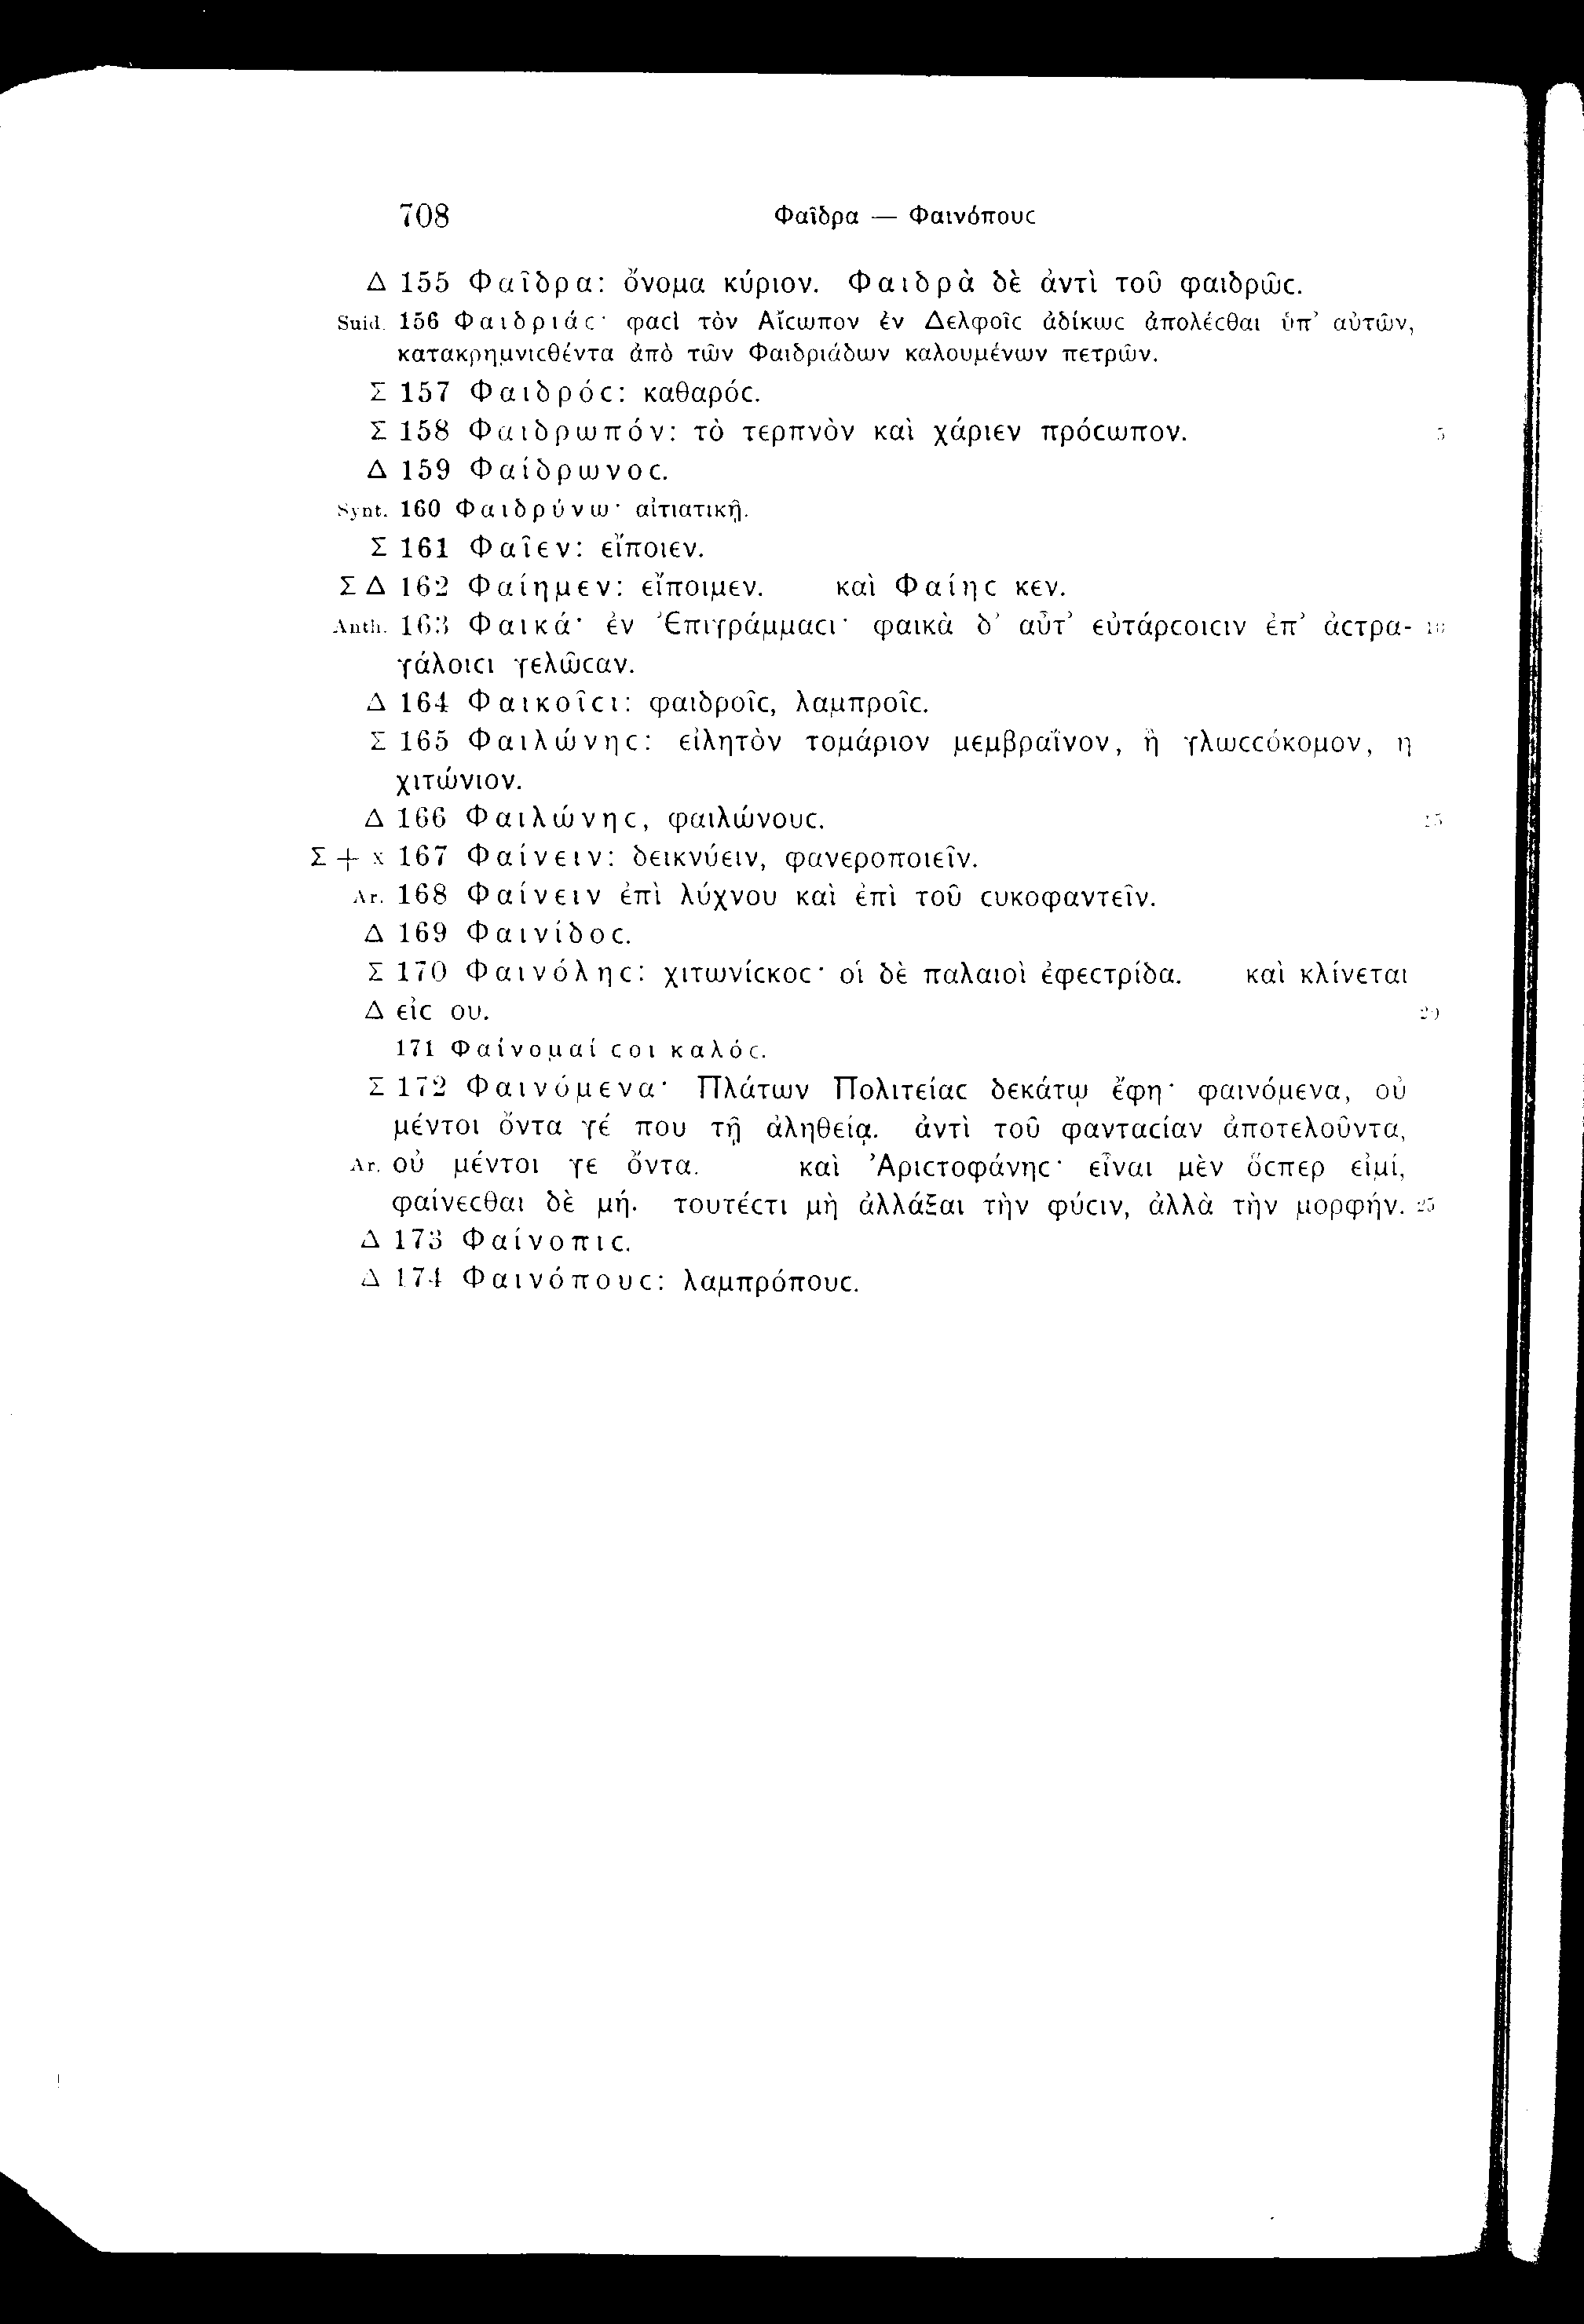 708 Φαῖδρα — Φαινόπουϲ
Δ 155 Φαῖδρα: ὄνομα κύριον. Φαιδρὰ δὲ ἀντὶ τοῦ φαιδρῶϲ.
Suid. 156 Φαιδριάϲ· φαϲὶ τὸν Αἴϲωπον ἐν Δελφοῖϲ ἀδίκωϲ ἀπολέϲθαι ὑπ’ αὐτῶν,
κατακρημνιϲθέντα ἀπὸ τῶν Φαιδριάδων καλουμένων πετρῶν.
Σ 157 Φαιδρόϲ: καθαρόϲ.
Σ 158 Φαιδρωπόν: τὸ τερπνὸν καὶ χάριεν πρόϲωπον. 5
Δ 159 Φαίδρωνοϲ.
Synt. 160 Φαιδρύνω· αἰτιατικῇ.
Σ 161 Φαῖεν: εἴποιεν.
Σ Δ 162 Φαίημεν: εἴποιμεν. καὶ Φαίηϲ κεν.
Anth. 163 Φαικά· ἐν Ἐπιγράμμαϲι· φαικὰ δ’ αὖτ’ εὐτάρϲοιϲιν ἐπ’ ἀϲτρα- 10
γάλοιϲι γελῶϲαν.
Δ 164 Φαικοῖϲι: φαιδροῖϲ, λαμπροῖϲ.
Σ 165 Φαιλώνηϲ: εἰλητὸν τομάριον μεμβραΐνον, ἢ γλωϲϲόκομον, η
χιτώνιον.
Δ 166 Φαιλώνηϲ, φαιλώνουϲ. 15
Σ + x 167 Φαίνειν: δεικνύειν, φανεροποιεῖν.
Ar. 168 Φαίνειν ἐπὶ λύχνου καὶ ἐπὶ τοῦ ϲυκοφαντεῖν.
Δ 169 Φαινίδοϲ.
Σ 170 Φαινόληϲ: χιτωνίϲκοϲ· οἱ δὲ παλαιοὶ ἐφεϲτρίδα. καὶ κλίνεται
Δ εἰϲ ου. 20
171 Φαίνομαί ϲοι καλόϲ.
Σ 172 Φαινόμενα· Πλάτων Πολιτείαϲ δεκάτῳ ἔφη· φαινόμενα, οὐ
μέντοι ὄντα γέ που τῇ ἀληθείᾳ. ἀντὶ τοῦ φανταϲίαν ἀποτελοῦντα,
Ar. οὐ μέντοι γε ὄντα. καὶ Ἀριϲτοφάνηϲ· εἶναι μὲν ὅϲπερ εἰμί,
φαίνεϲθαι δὲ μή. τουτέϲτι μὴ ἀλλάξαι τὴν φύϲιν, ἀλλὰ τὴν μορφήν. 25
Δ 173 Φαίνοπιϲ.
Δ 174 Φαινόπουϲ: λαμπρόπουϲ.